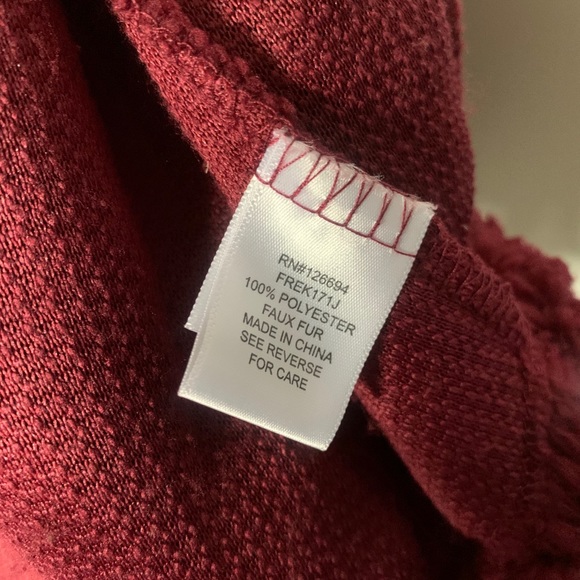 RN#126694
FREK171J
100% POLYESTER
FAUX FUR
MADE IN CHINA
SEE REVERSE
FOR CARE